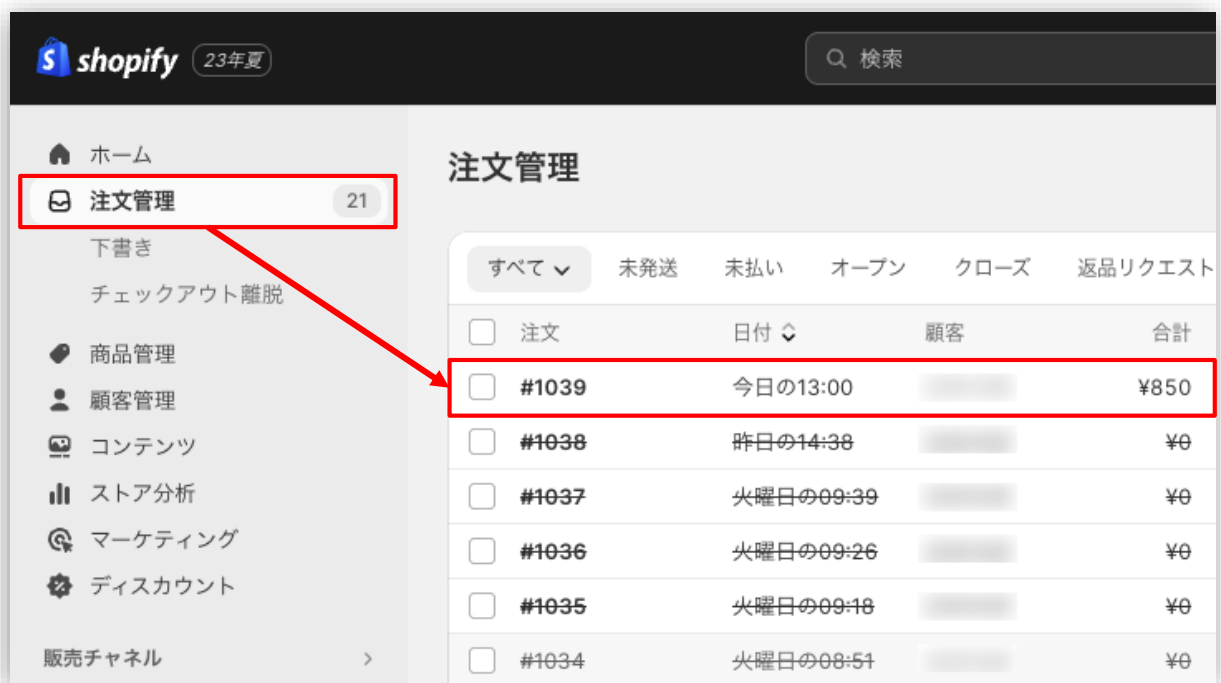 shopify 23年夏 検索
ホーム
注文管理 21
下書き
チェックアウト離脱
商品管理
顧客管理
コンテンツ
ストア分析
マーケティング
ディスカウント
販売チャネル
注文管理
すべて 未発送 未払い オープン クローズ 返品リクエスト
注文 日付 顧客 合計
#1039 今日の13:00 ¥850
#1038 昨日の14:38 ¥0
#1037 火曜日の09:39 ¥0
#1036 火曜日の09:26 ¥0
#1035 火曜日の09:18 ¥0
#1034 火曜日の08:51 ¥0